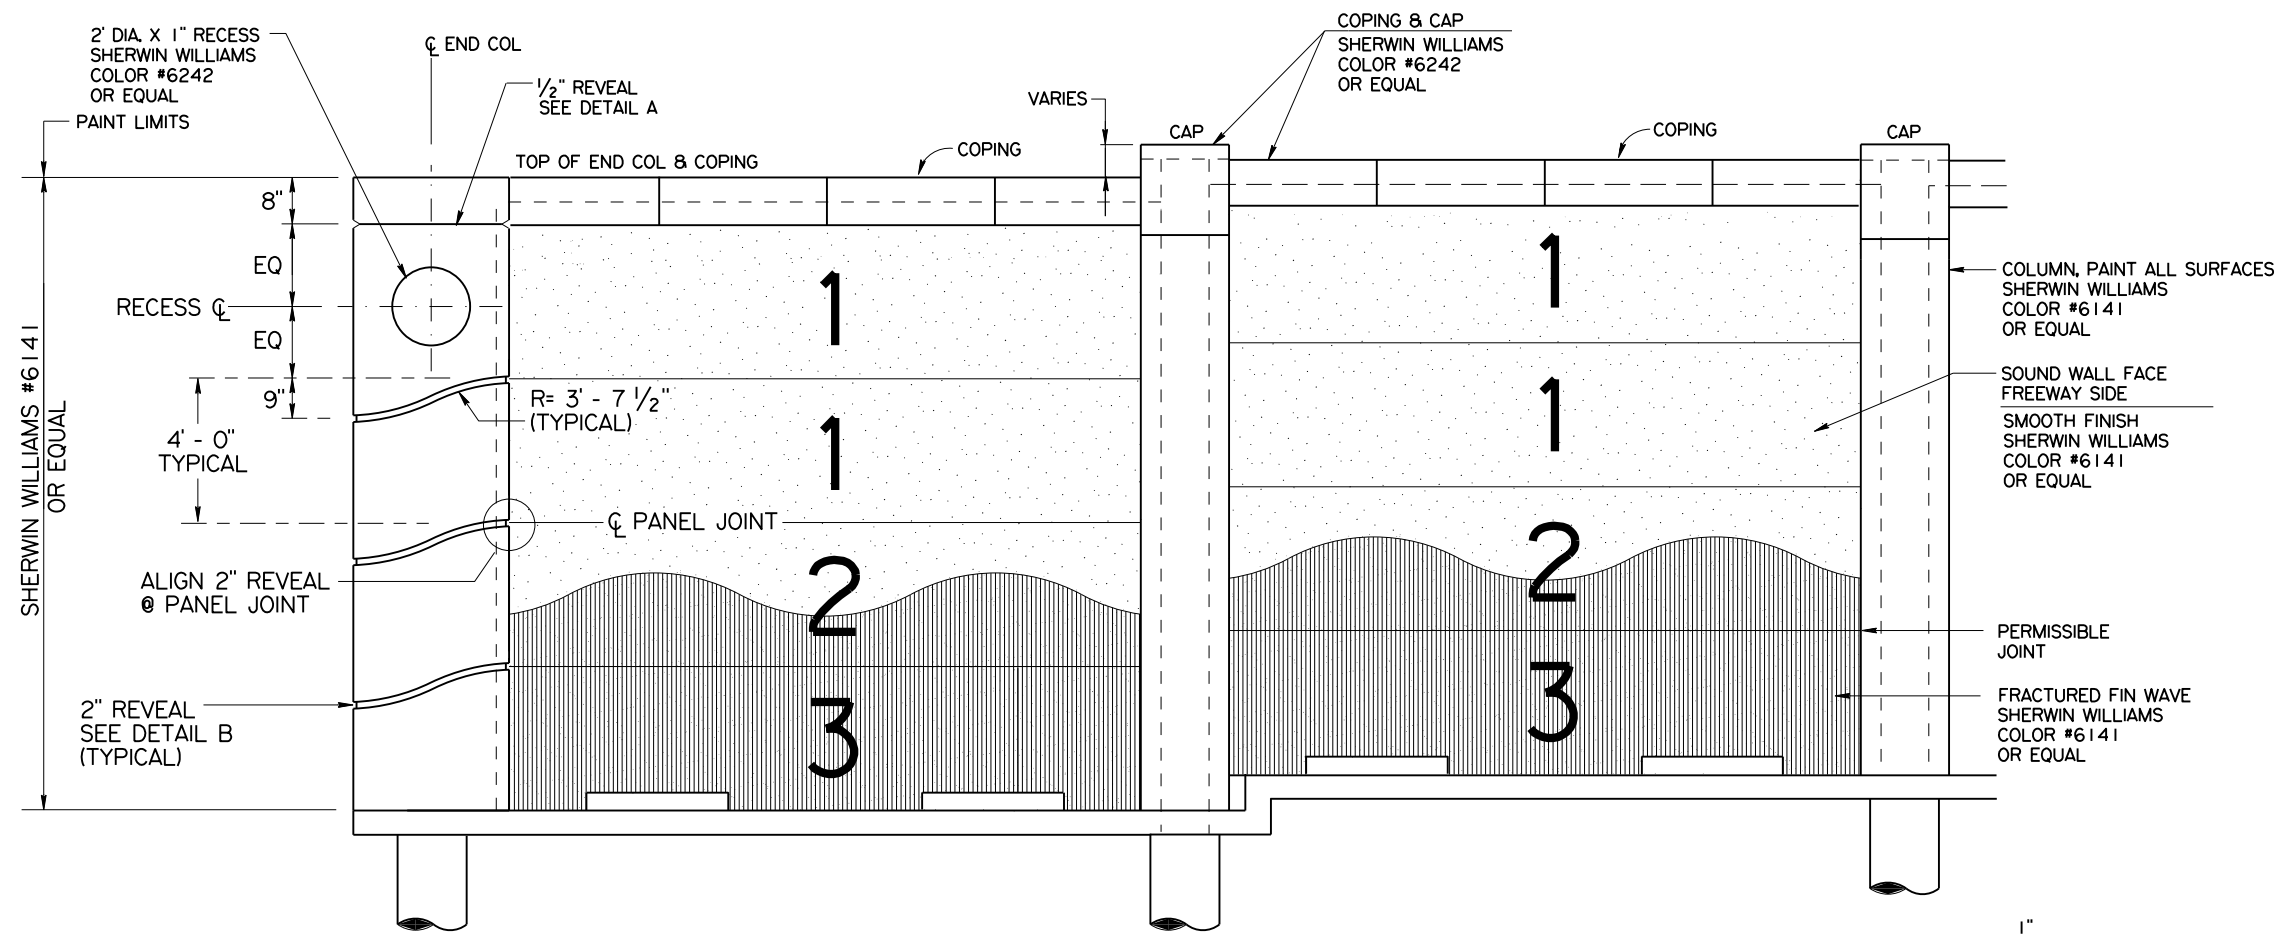 2' DIA. X 1" RECESS
SHERWIN WILLIAMS
COLOR #6242
OR EQUAL
PAINT LIMITS
℄ END COL
1/2" REVEAL
SEE DETAIL A
TOP OF END COL & COPING
COPING
VARIES
CAP
COPING & CAP
SHERWIN WILLIAMS
COLOR #6242
OR EQUAL
COPING
CAP
8"
EQ
RECESS ℄
EQ
9"
4' - 0"
TYPICAL
SHERWIN WILLIAMS #6141
OR EQUAL
R= 3' - 7 1/2"
(TYPICAL)
℄ PANEL JOINT
ALIGN 2" REVEAL
@ PANEL JOINT
2" REVEAL
SEE DETAIL B
(TYPICAL)
1
1
2
3
1
1
2
3
COLUMN, PAINT ALL SURFACES
SHERWIN WILLIAMS
COLOR #6141
OR EQUAL
SOUND WALL FACE
FREEWAY SIDE
SMOOTH FINISH
SHERWIN WILLIAMS
COLOR #6141
OR EQUAL
PERMISSIBLE
JOINT
FRACTURED FIN WAVE
SHERWIN WILLIAMS
COLOR #6141
OR EQUAL
1"